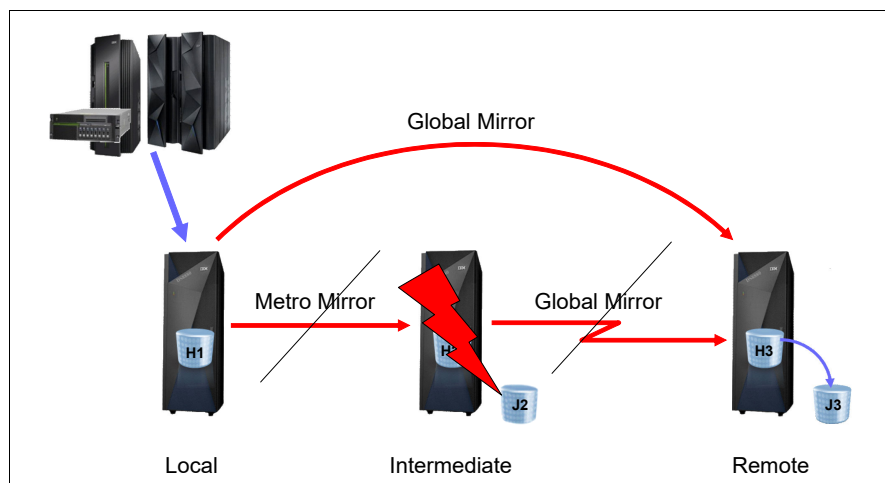 Global Mirror
Metro Mirror
Global Mirror
H1
H3
J2
J3
Local
Intermediate
Remote